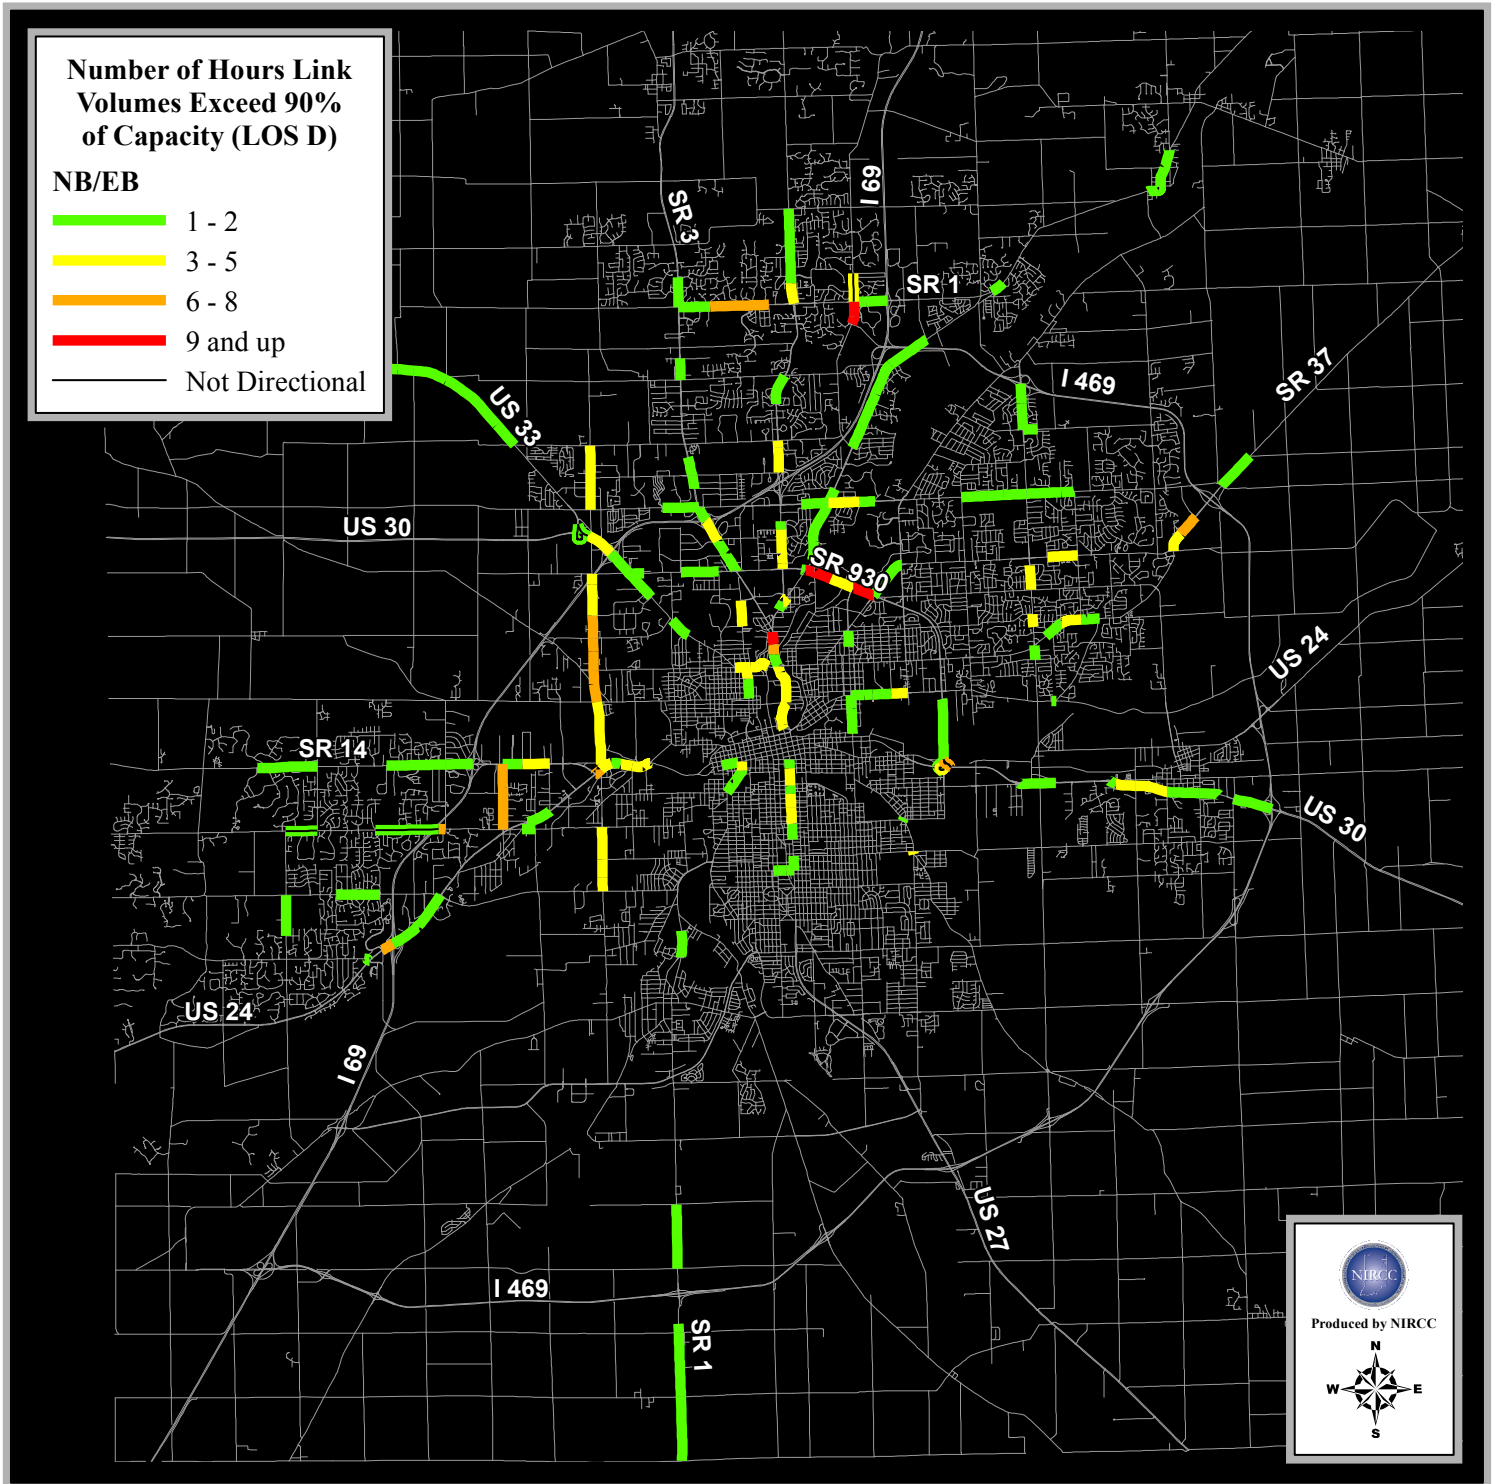 Number of Hours Link
Volumes Exceed 90%
of Capacity (LOS D)
NB/EB
1 - 2
3 - 5
6 - 8
9 and up
Not Directional
SR 3
I 69
SR 1
US 33
I 469
SR 37
US 30
SR 930
US 24
SR 14
US 30
US 24
I 69
US 27
I 469
SR 1
NIRCC
Produced by NIRCC
N
W E
S